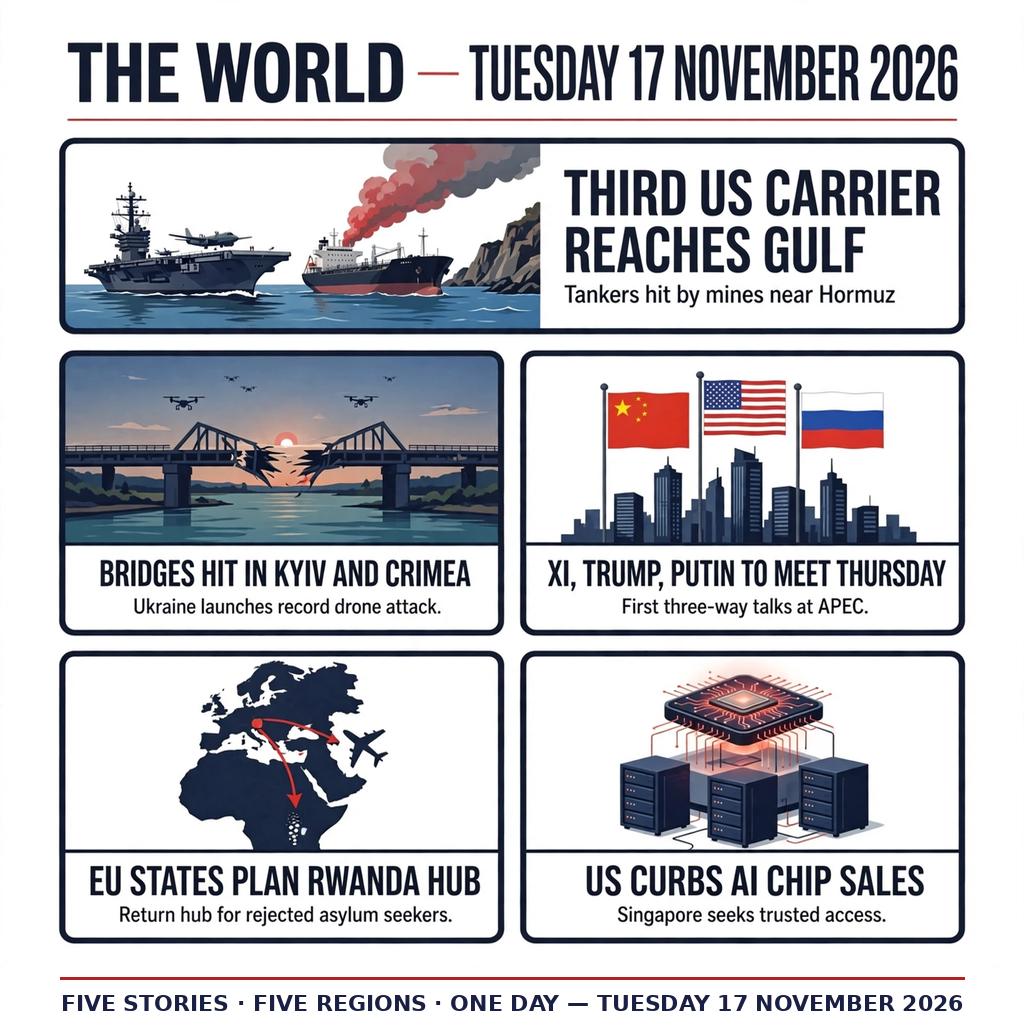 THE WORLD — TUESDAY 17 NOVEMBER 2026
THIRD US CARRIER
REACHES GULF
Tankers hit by mines near Hormuz
BRIDGES HIT IN KYIV AND CRIMEA
Ukraine launches record drone attack.
XI, TRUMP, PUTIN TO MEET THURSDAY
First three-way talks at APEC.
EU STATES PLAN RWANDA HUB
Return hub for rejected asylum seekers.
US CURBS AI CHIP SALES
Singapore seeks trusted access.
FIVE STORIES · FIVE REGIONS · ONE DAY — TUESDAY 17 NOVEMBER 2026